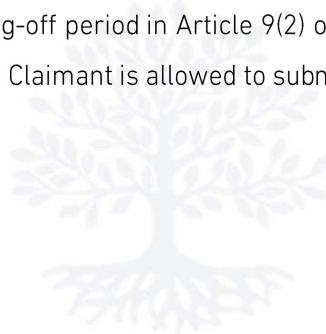 g-off period in Article 9(2) o
Claimant is allowed to subm